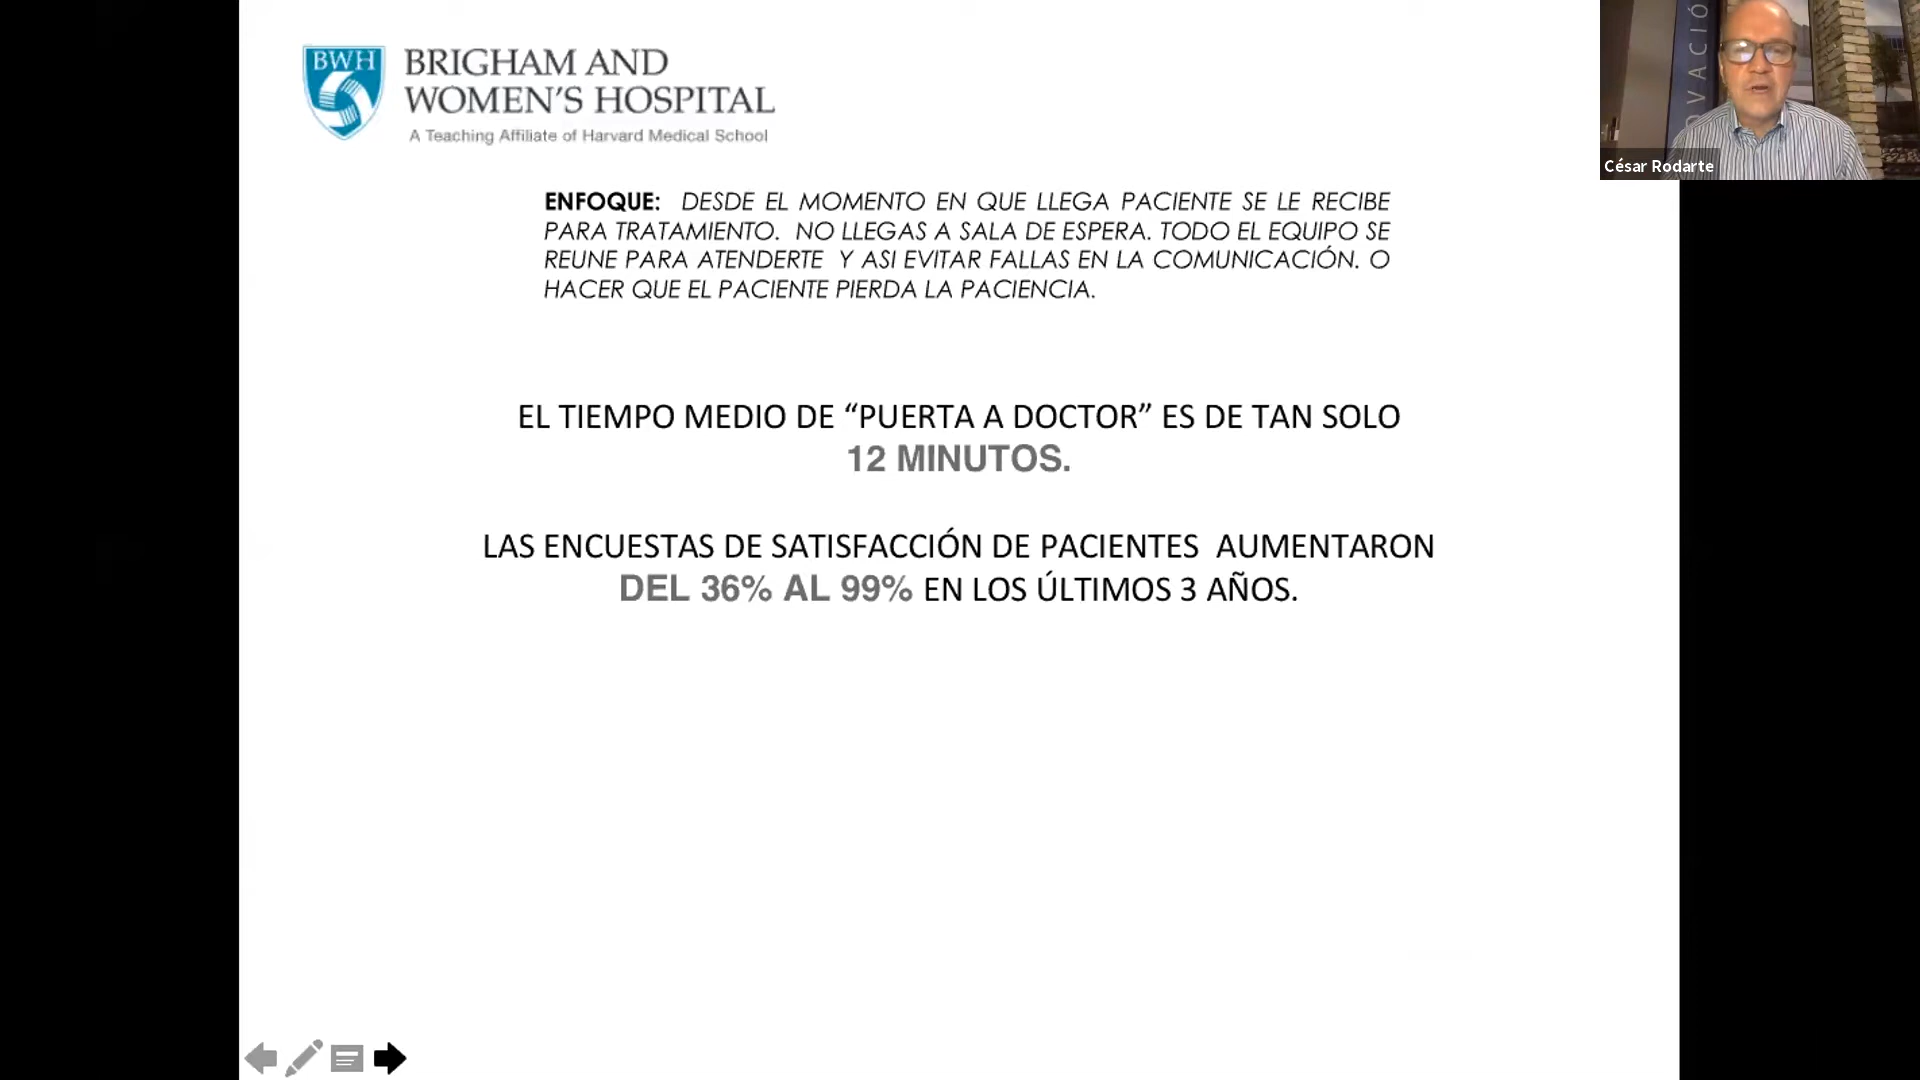 BWH
BRIGHAM AND
WOMEN'S HOSPITAL
A Teaching Affiliate of Harvard Medical School
ENFOQUE: DESDE EL MOMENTO EN QUE LLEGA PACIENTE SE LE RECIBE
PARA TRATAMIENTO. NO LLEGAS A SALA DE ESPERA. TODO EL EQUIPO SE
REUNE PARA ATENDERTE Y ASI EVITAR FALLAS EN LA COMUNICACIÓN. O
HACER QUE EL PACIENTE PIERDA LA PACIENCIA.
EL TIEMPO MEDIO DE “PUERTA A DOCTOR” ES DE TAN SOLO
12 MINUTOS.
LAS ENCUESTAS DE SATISFACCIÓN DE PACIENTES AUMENTARON
DEL 36% AL 99% EN LOS ÚLTIMOS 3 AÑOS.
OVACIÓ
César Rodarte